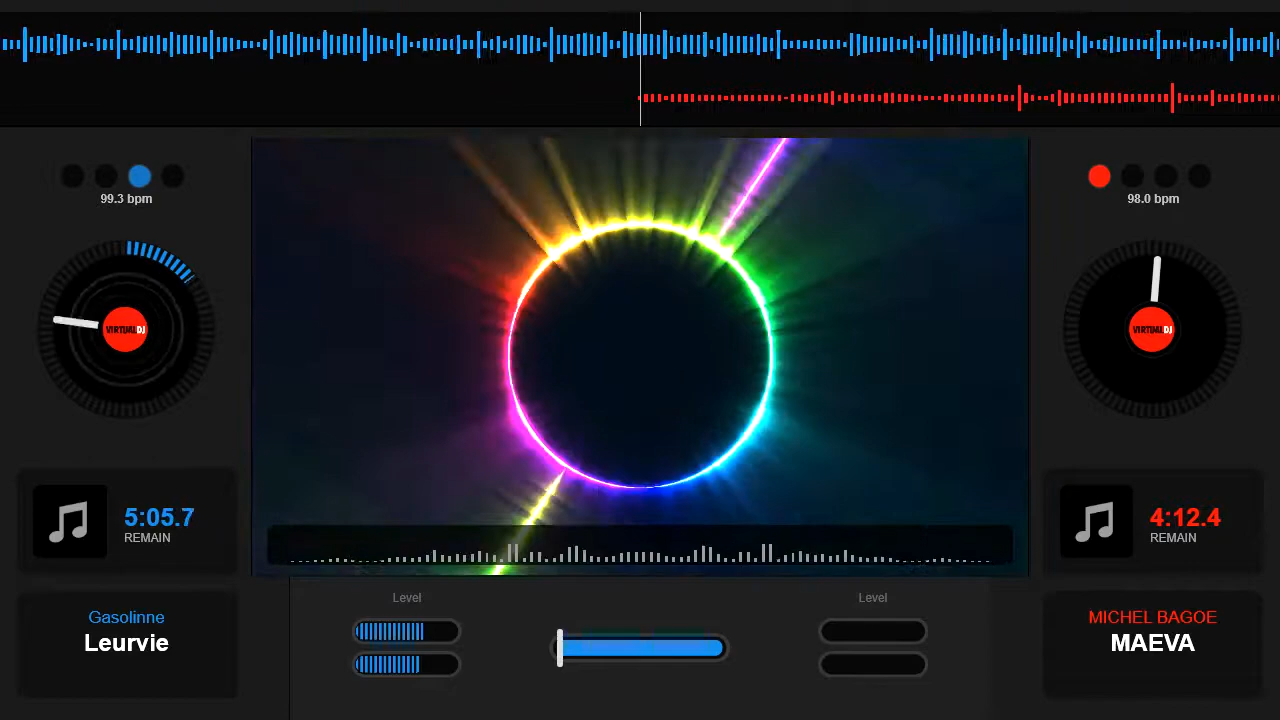 99.3 bpm
98.0 bpm
VIRTUALDJ
VIRTUALDJ
5:05.7
REMAIN
4:12.4
REMAIN
Level
Level
Gasolinne
Leurvie
MICHEL BAGOE
MAEVA